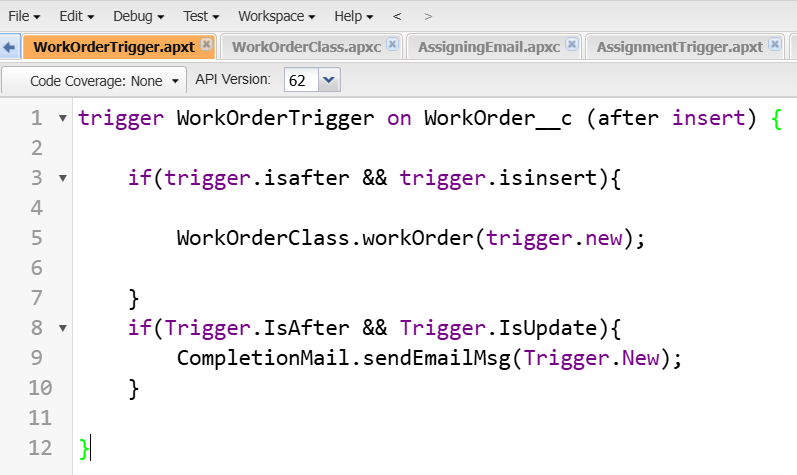 File Edit Debug Test Workspace Help < >
WorkOrderTrigger.apxt WorkOrderClass.apxc AssigningEmail.apxc AssignmentTrigger.apxt
Code Coverage: None API Version: 62
1 trigger WorkOrderTrigger on WorkOrder__c (after insert) {
2
3 if(trigger.isafter && trigger.isinsert){
4
5 WorkOrderClass.workOrder(trigger.new);
6
7 }
8 if(Trigger.IsAfter && Trigger.IsUpdate){
9 CompletionMail.sendEmailMsg(Trigger.New);
10 }
11
12 }